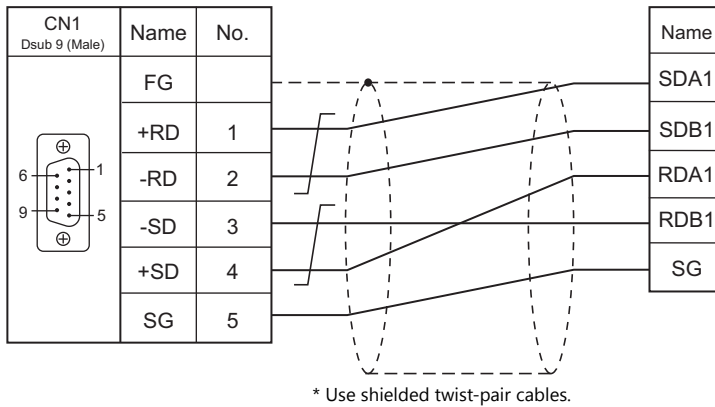 CN1 Name No. Name
Dsub 9 (Male)
FG SDA1
+RD 1 SDB1
-RD 2 RDA1
6 1
-SD 3 RDB1
9 5
+SD 4 SG
SG 5
* Use shielded twist-pair cables.